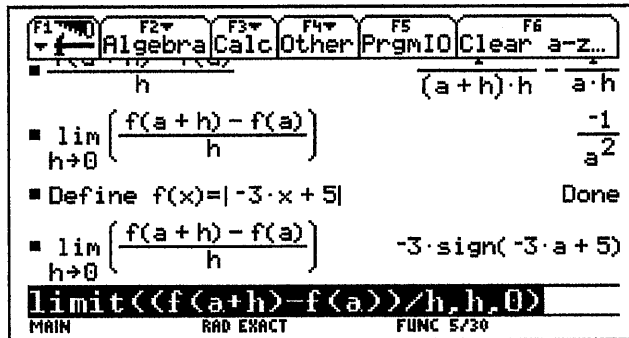 F1 F2 F3 F4 F5 F6
Algebra Calc Other PrgmIO Clear a-z…
h (a + h)·h − a·h
■ lim h→0 (f(a + h) − f(a) / h) -1 / a^2
■ Define f(x)=|-3·x + 5| Done
■ lim h→0 (f(a + h) − f(a) / h) -3·sign(-3·a + 5)
limit((f(a+h)-f(a))/h,h,0)
MAIN RAD EXACT FUNC 5/30